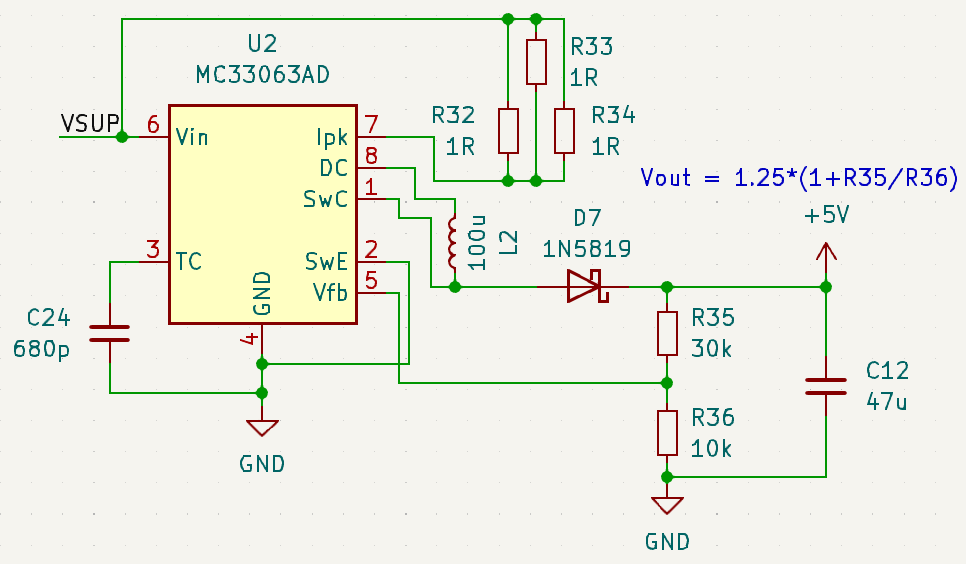 U2
MC33063AD
VSUP
6
Vin
3
TC
GND
4
Ipk
7
DC
8
SwC
1
SwE
2
Vfb
5
R33
1R
R32
1R
R34
1R
Vout = 1.25*(1+R35/R36)
+5V
100u
L2
D7
1N5819
C24
680p
R35
30k
C12
47u
R36
10k
GND
GND